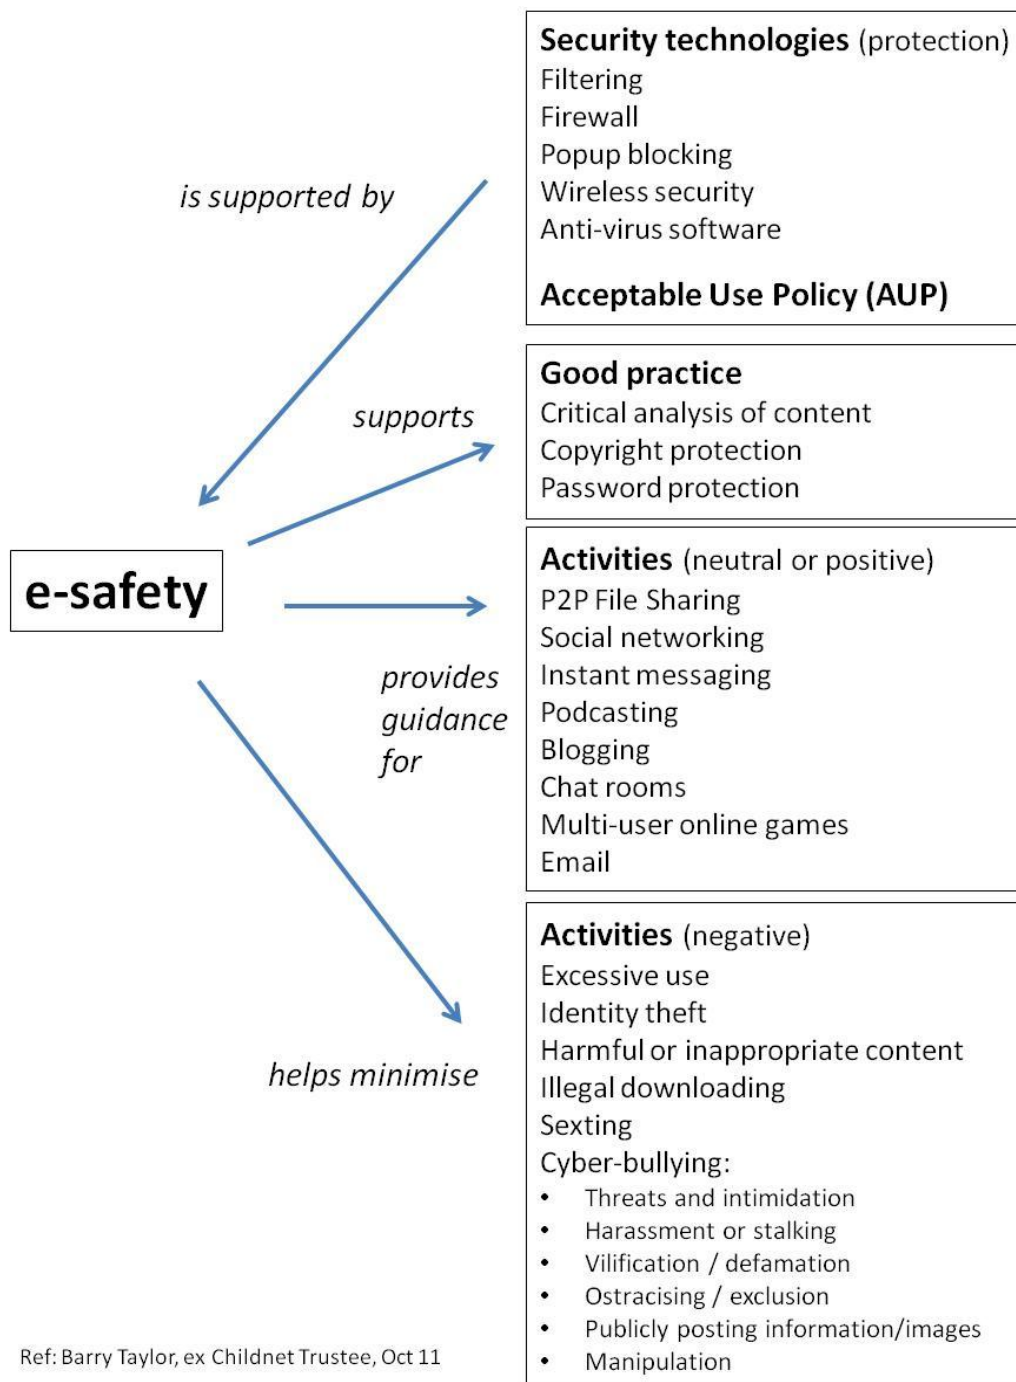 Security technologies (protection)
Filtering
Firewall
Popup blocking
Wireless security
Anti-virus software
Acceptable Use Policy (AUP)
is supported by
Good practice
Critical analysis of content
Copyright protection
Password protection
supports
e-safety
Activities (neutral or positive)
P2P File Sharing
Social networking
Instant messaging
Podcasting
Blogging
Chat rooms
Multi-user online games
Email
provides
guidance
for
Activities (negative)
Excessive use
Identity theft
Harmful or inappropriate content
Illegal downloading
Sexting
Cyber-bullying:
• Threats and intimidation
• Harassment or stalking
• Vilification / defamation
• Ostracising / exclusion
• Publicly posting information/images
• Manipulation
helps minimise
Ref: Barry Taylor, ex Childnet Trustee, Oct 11